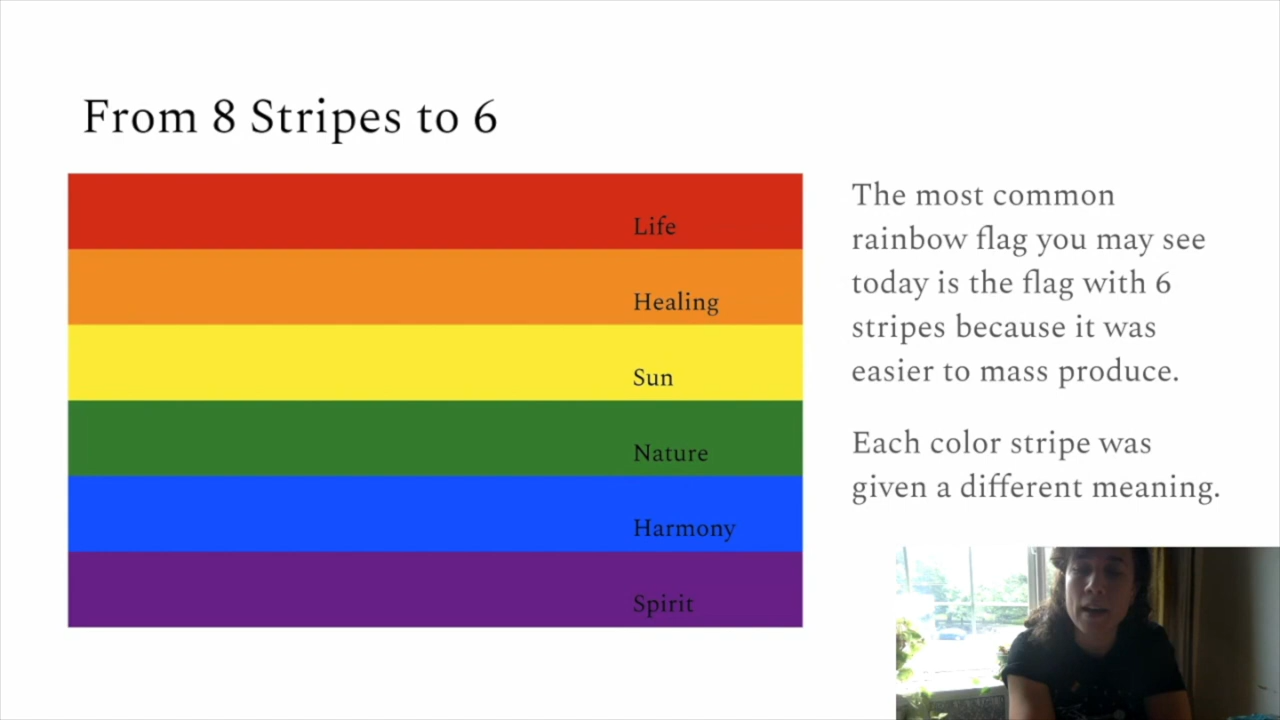 From 8 Stripes to 6
Life
Healing
Sun
Nature
Harmony
Spirit
The most common
rainbow flag you may see
today is the flag with 6
stripes because it was
easier to mass produce.
Each color stripe was
given a different meaning.